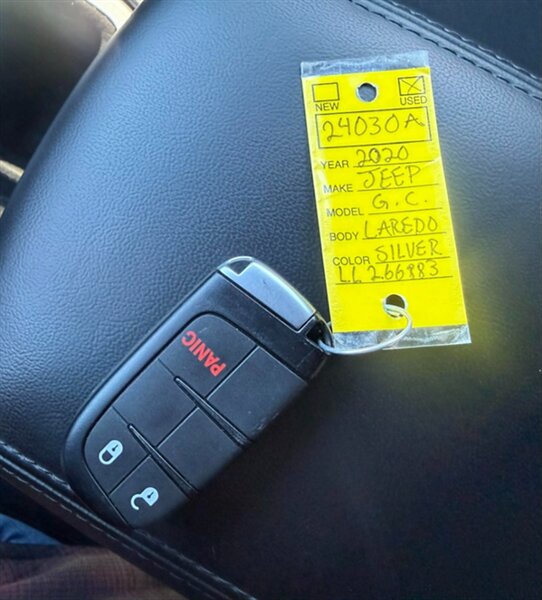 NEW USED
24030A
YEAR 2020
MAKE JEEP
MODEL G.C.
BODY LAREDO
COLOR SILVER
LL266883
PANIC